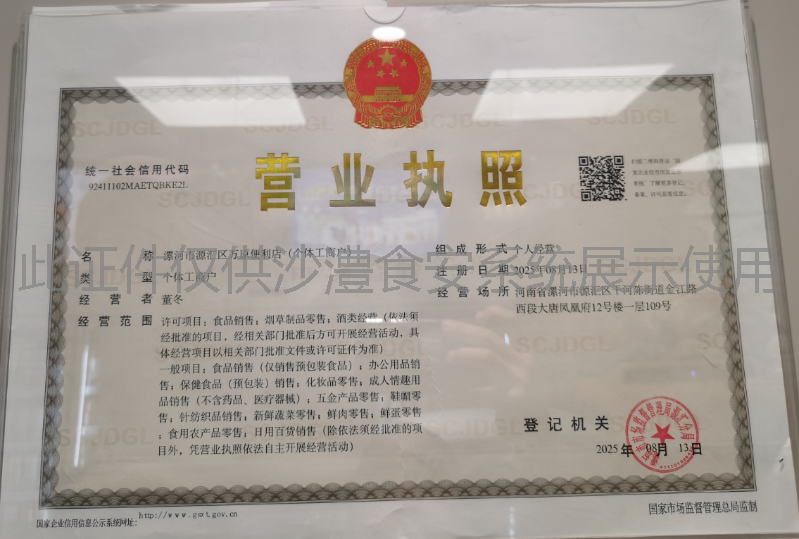 统一社会信用代码
92411102MAETQBKE2L
营业执照
名称 漯河市源汇区万原便利店（个体工商户）
类型 个体工商户
经营者 董冬
经营范围 许可项目：食品销售；烟草制品零售；酒类经营（依法须
经批准的项目，经相关部门批准后方可开展经营活动，具
体经营项目以相关部门批准文件或许可证件为准）
一般项目：食品销售（仅销售预包装食品）；办公用品销
售；保健食品（预包装）销售；化妆品零售；成人情趣用
品销售（不含药品、医疗器械）；五金产品零售；鞋帽零
售；针纺织品销售；新鲜蔬菜零售；鲜肉零售；鲜蛋零售
；食用农产品零售；日用百货销售（除依法须经批准的项
目外，凭营业执照依法自主开展经营活动）
组成形式 个人经营
注册日期 2025年08月13日
经营场所 河南省漯河市源汇区干河陈街道金江路
西段大唐凤凰府12号楼一层109号
此证件仅供沙澧食安系统展示使用
登记机关
2025年08月13日
国家企业信用信息公示系统网址：
http://www.gsxt.gov.cn
国家市场监督管理总局监制
SCJDGL